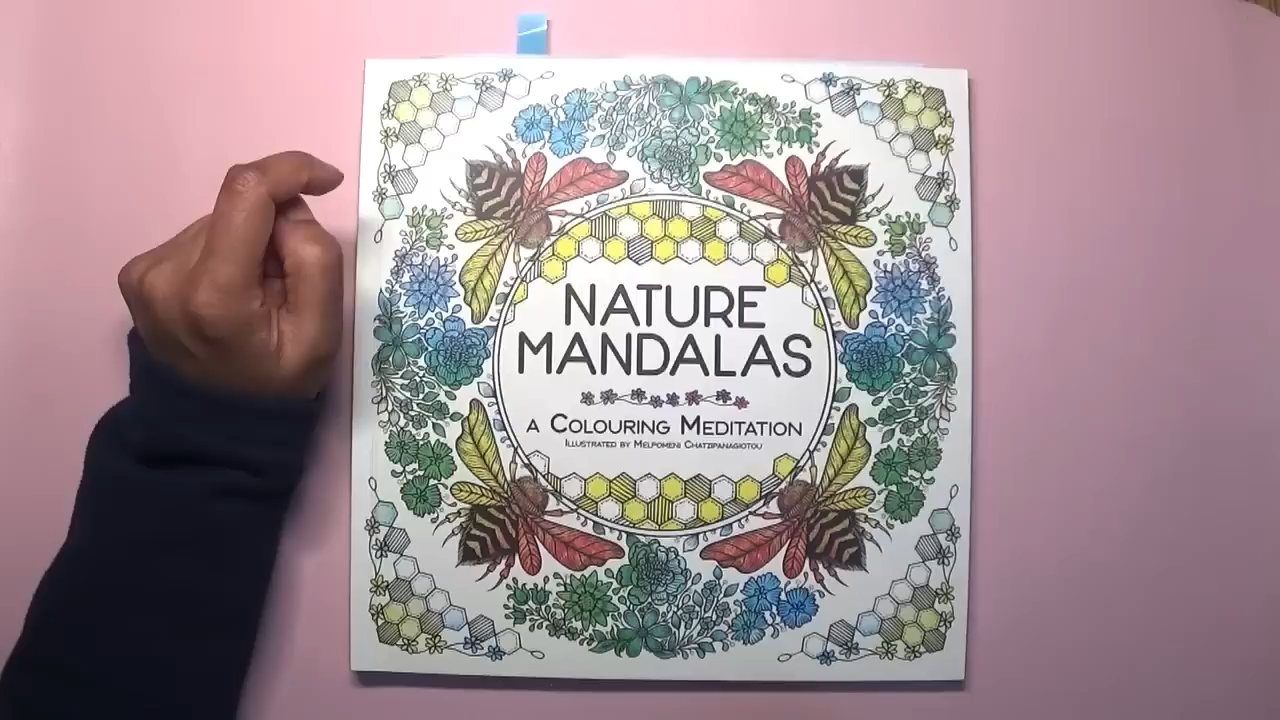 NATURE
MANDALAS
A COLOURING MEDITATION
ILLUSTRATED BY MELPOMENI CHATZIPANAGIOTOU